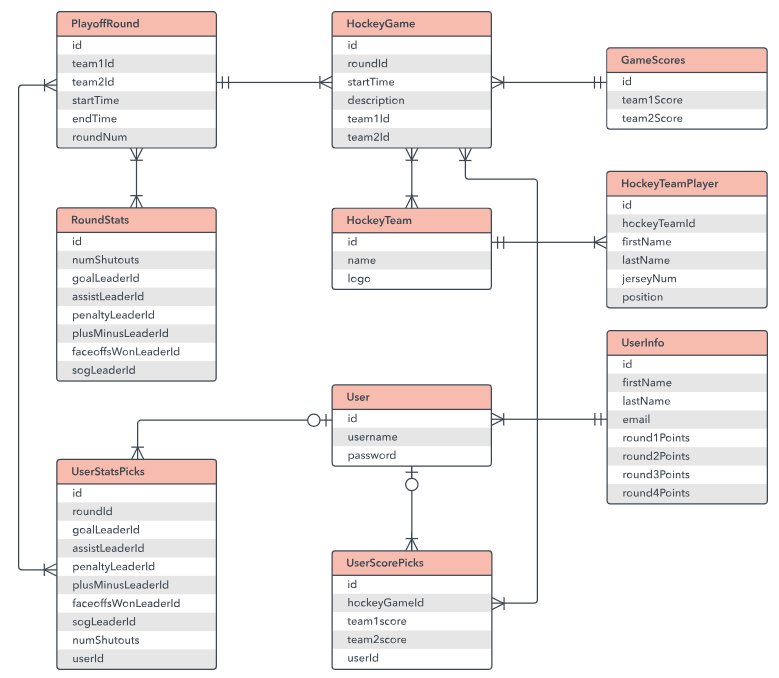 PlayoffRound
id
team1Id
team2Id
startTime
endTime
roundNum
HockeyGame
id
roundId
startTime
description
team1Id
team2Id
GameScores
id
team1Score
team2Score
RoundStats
id
numShutouts
goalLeaderId
assistLeaderId
penaltyLeaderId
plusMinusLeaderId
faceoffsWonLeaderId
sogLeaderId
HockeyTeam
id
name
logo
HockeyTeamPlayer
id
hockeyTeamId
firstName
lastName
jerseyNum
position
User
id
username
password
UserInfo
id
firstName
lastName
email
round1Points
round2Points
round3Points
round4Points
UserStatsPicks
id
roundId
goalLeaderId
assistLeaderId
penaltyLeaderId
plusMinusLeaderId
faceoffsWonLeaderId
sogLeaderId
numShutouts
userId
UserScorePicks
id
hockeyGameId
team1score
team2score
userId